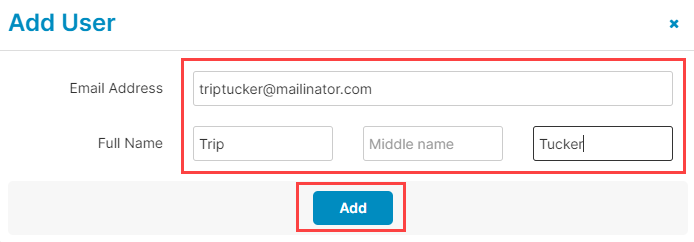 Add User
Email Address triptucker@mailinator.com
Full Name Trip Middle name Tucker
Add